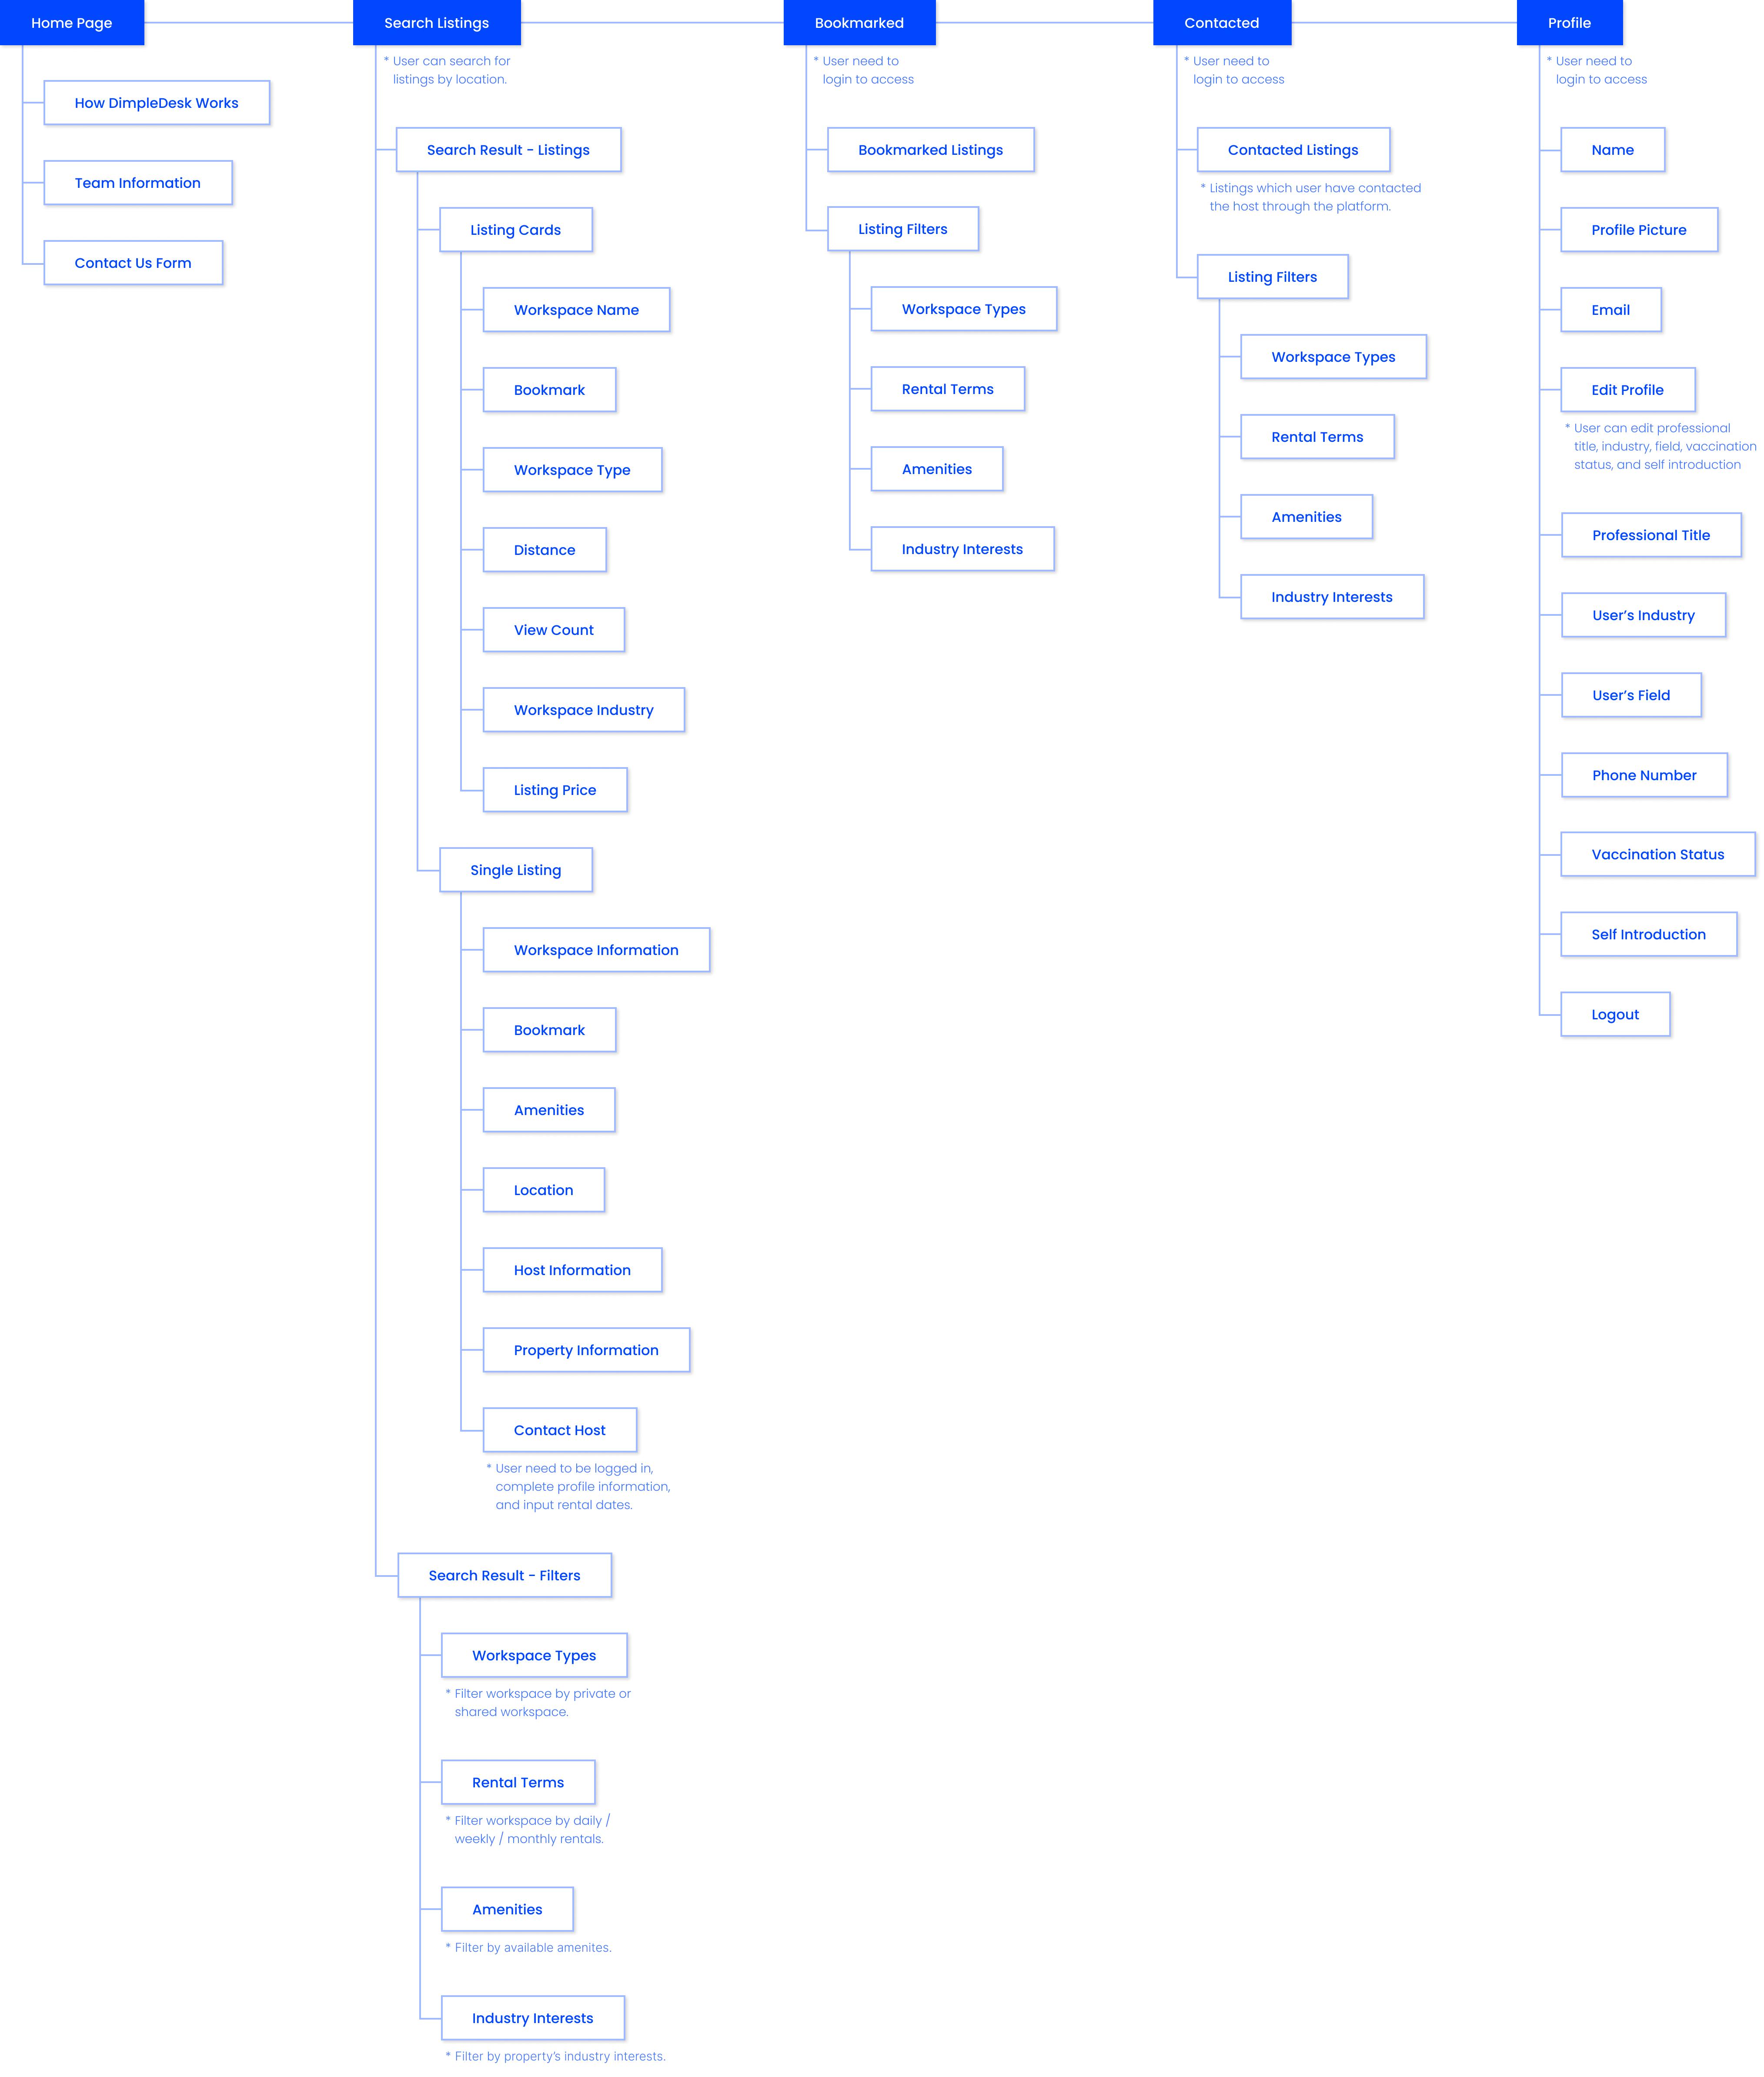 Home Page
How DimpleDesk Works
Team Information
Contact Us Form
Search Listings
* User can search for
listings by location.
Search Result - Listings
Listing Cards
Workspace Name
Bookmark
Workspace Type
Distance
View Count
Workspace Industry
Listing Price
Single Listing
Workspace Information
Bookmark
Amenities
Location
Host Information
Property Information
Contact Host
* User need to be logged in,
complete profile information,
and input rental dates.
Search Result - Filters
Workspace Types
* Filter workspace by private or
shared workspace.
Rental Terms
* Filter workspace by daily /
weekly / monthly rentals.
Amenities
* Filter by available amenites.
Industry Interests
* Filter by property's industry interests.
Bookmarked
* User need to
login to access
Bookmarked Listings
Listing Filters
Workspace Types
Rental Terms
Amenities
Industry Interests
Contacted
* User need to
login to access
Contacted Listings
* Listings which user have contacted
the host through the platform.
Listing Filters
Workspace Types
Rental Terms
Amenities
Industry Interests
Profile
* User need to
login to access
Name
Profile Picture
Email
Edit Profile
* User can edit professional
title, industry, field, vaccination
status, and self introduction
Professional Title
User’s Industry
User’s Field
Phone Number
Vaccination Status
Self Introduction
Logout